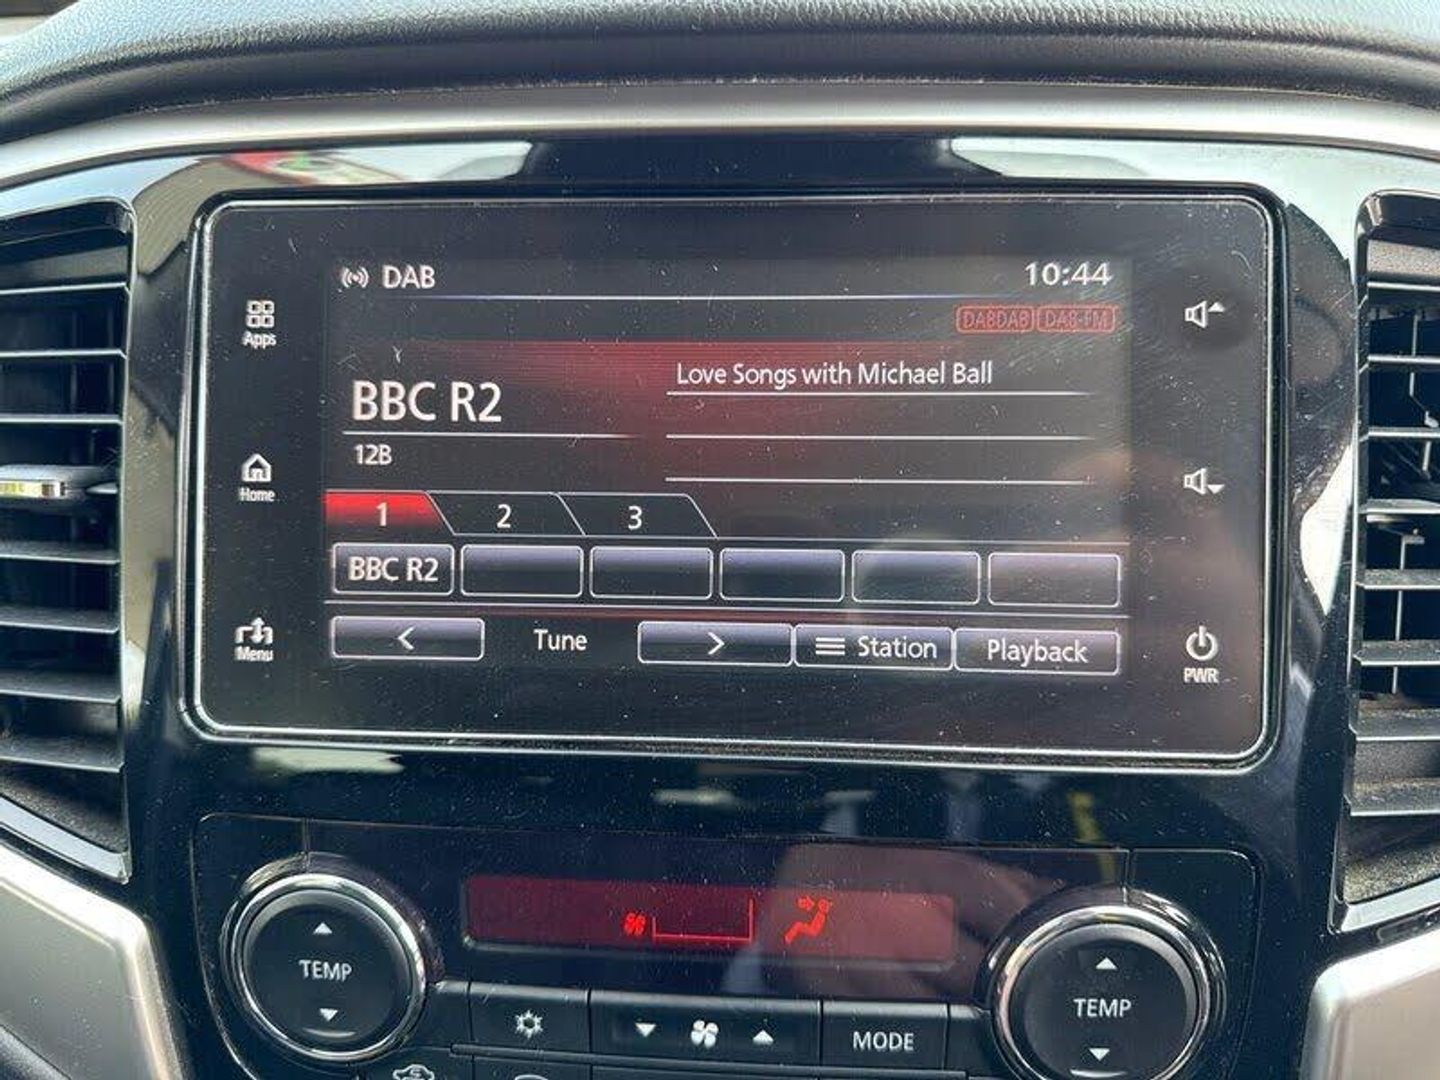 DAB 10:44
DABDAB DAB-FM
Apps
Love Songs with Michael Ball
BBC R2
12B
Home
1 2 3
BBC R2
Menu
< Tune > Station Playback
PWR
TEMP
TEMP
MODE